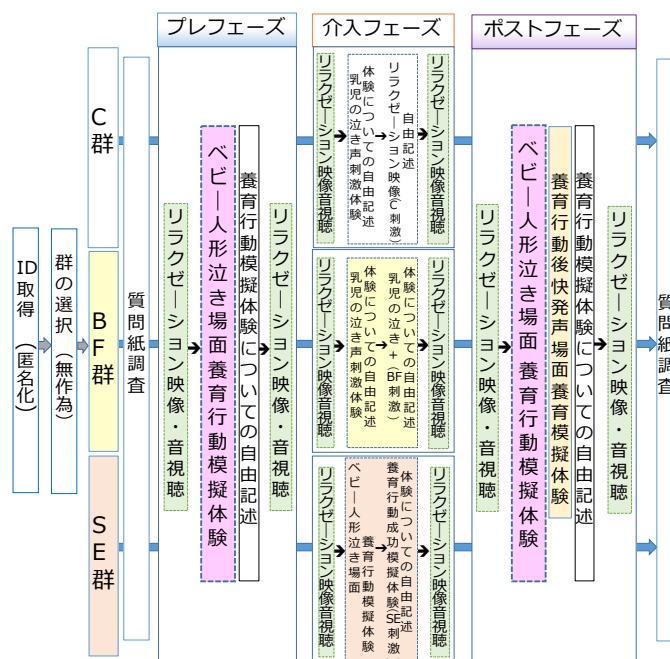 プレフェーズ
介入フェーズ
ポストフェーズ
ID取得 (匿名化)
群の選択 (無作為)
C群
BF群
SE群
質問紙調査
リラクゼーション映像・音視聴
ベビー人形泣き場面養育行動模擬体験
養育行動模擬体験についての自由記述
リラクゼーション映像・音視聴
リラクゼーション映像音視聴
乳児の泣き声刺激体験
体験についての自由記述
リラクゼーション映像(C刺激)
自由記述
リラクゼーション映像音視聴
リラクゼーション映像音視聴
乳児の泣き声刺激体験
体験についての自由記述
乳児の泣き+(BF刺激)
体験についての自由記述
リラクゼーション映像音視聴
リラクゼーション映像音視聴
ベビー人形泣き場面
養育行動模擬体験
養育行動成功模擬体験(SE刺激
体験についての自由記述
リラクゼーション映像音視聴
リラクゼーション映像・音視聴
ベビー人形泣き場面 養育行動模擬体験
養育行動後快発声場面養育模擬体験
養育行動模擬体験についての自由記述
リラクゼーション映像・音視聴
質問紙調査